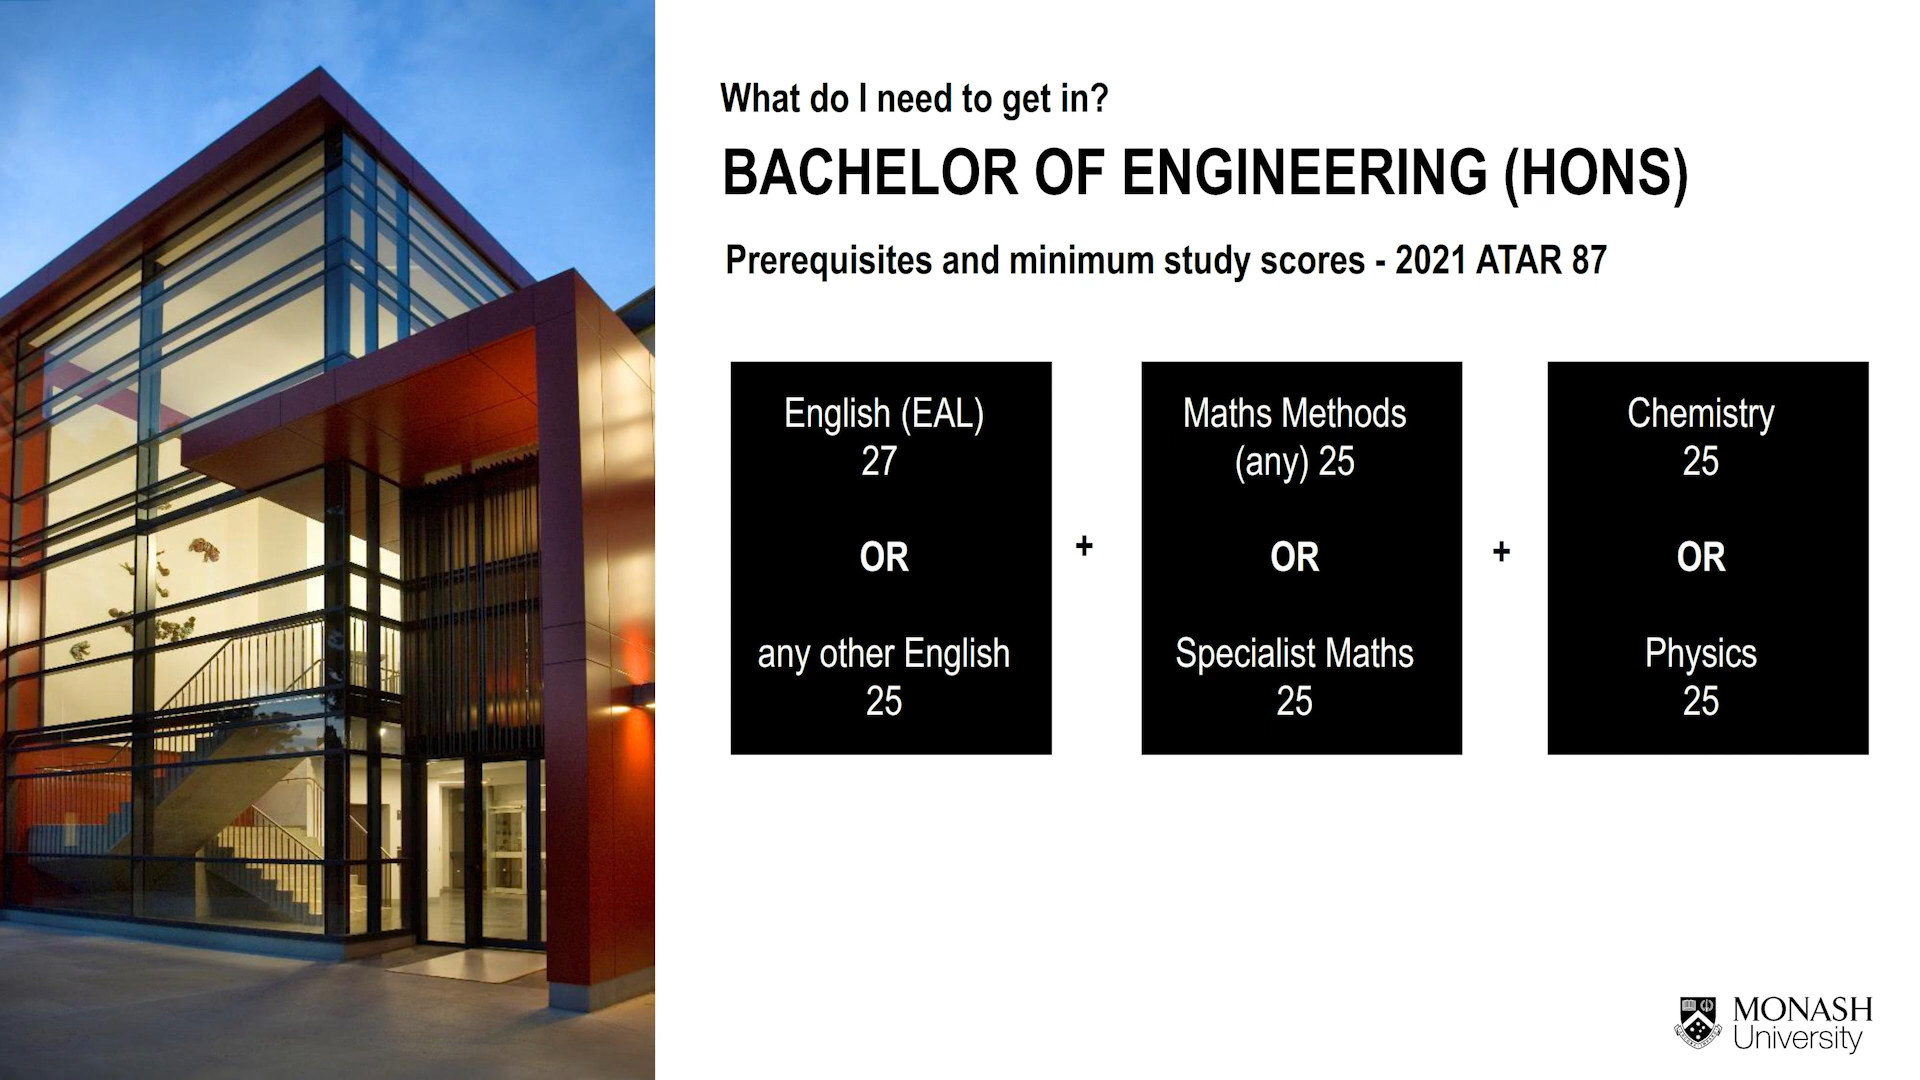 What do I need to get in?
BACHELOR OF ENGINEERING (HONS)
Prerequisites and minimum study scores - 2021 ATAR 87
English (EAL)
27
OR
any other English
25
+
Maths Methods
(any) 25
OR
Specialist Maths
25
+
Chemistry
25
OR
Physics
25
MONASH
University